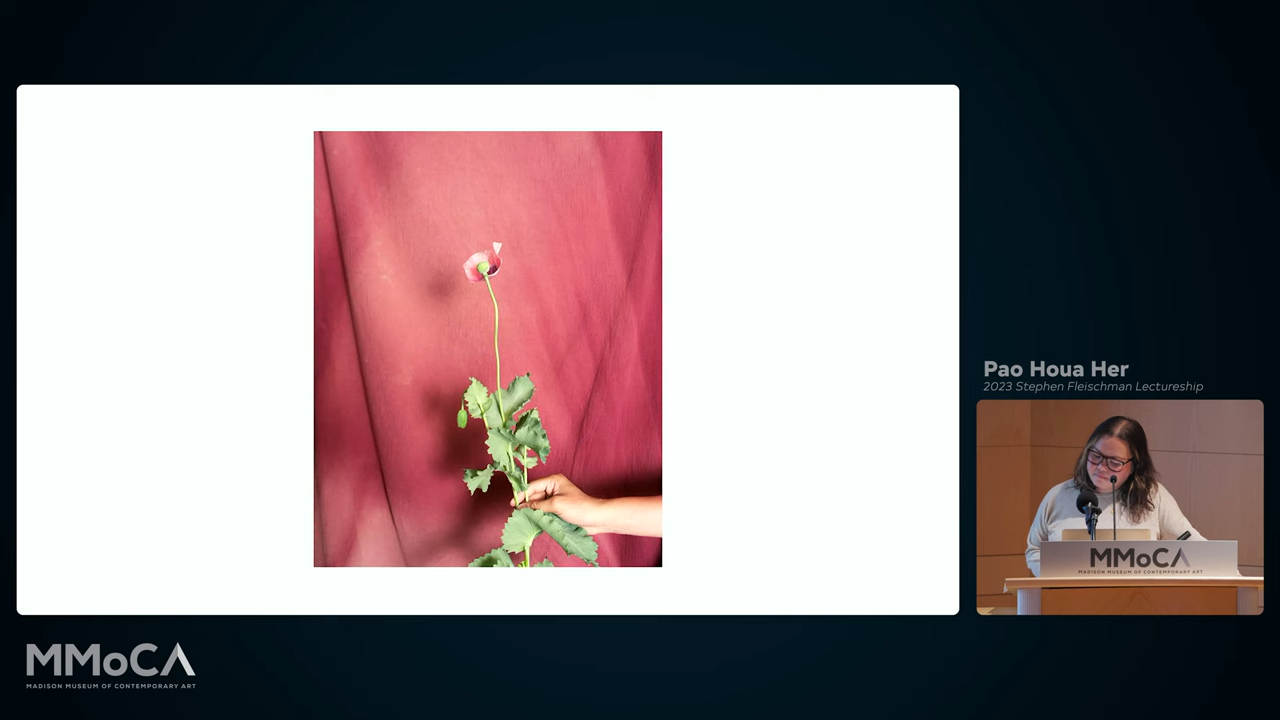 Pao Houa Her
2023 Stephen Fleischman Lectureship
MMoCA
MADISON MUSEUM OF CONTEMPORARY ART
MMoCA
MADISON MUSEUM OF CONTEMPORARY ART